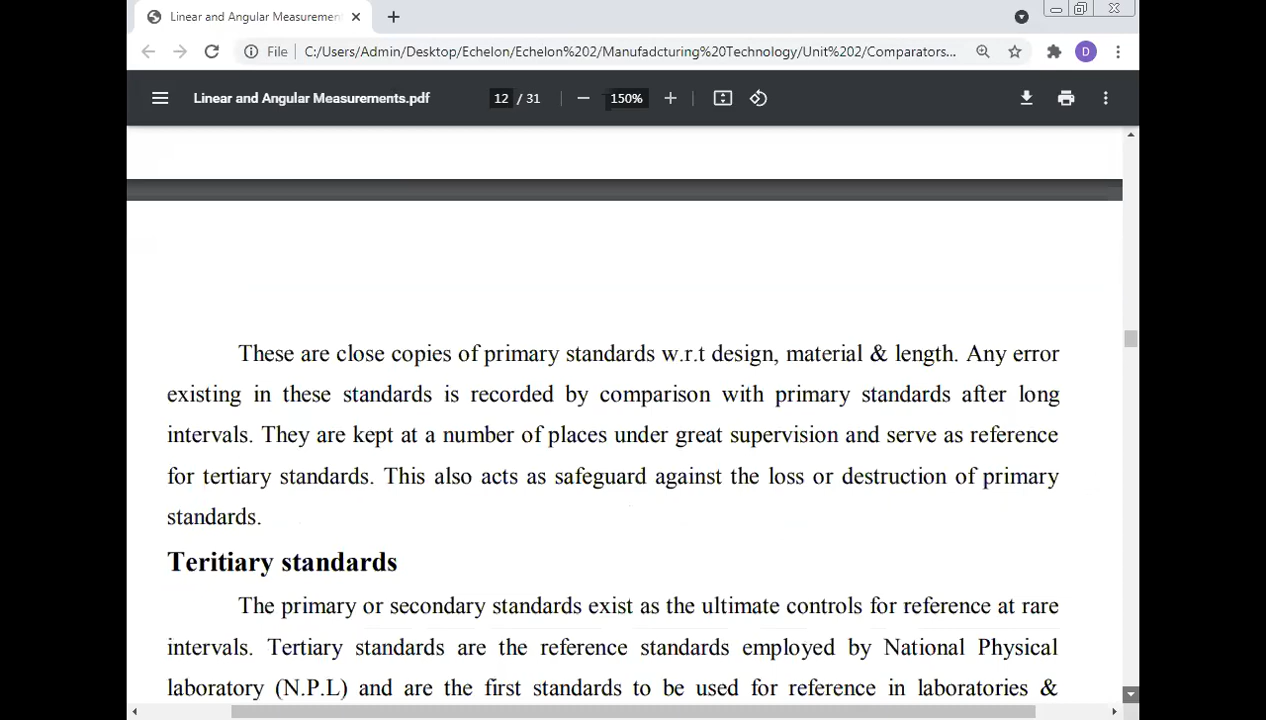 Linear and Angular Measurement
File C:/Users/Admin/Desktop/Echelon/Echelon%202/Manufadcturing%20Technology/Unit%202/Comparators...
D
Linear and Angular Measurements.pdf 12 / 31 150%
These are close copies of primary standards w.r.t design, material & length. Any error
existing in these standards is recorded by comparison with primary standards after long
intervals. They are kept at a number of places under great supervision and serve as reference
for tertiary standards. This also acts as safeguard against the loss or destruction of primary
standards.
Teritiary standards
The primary or secondary standards exist as the ultimate controls for reference at rare
intervals. Tertiary standards are the reference standards employed by National Physical
laboratory (N.P.L) and are the first standards to be used for reference in laboratories &